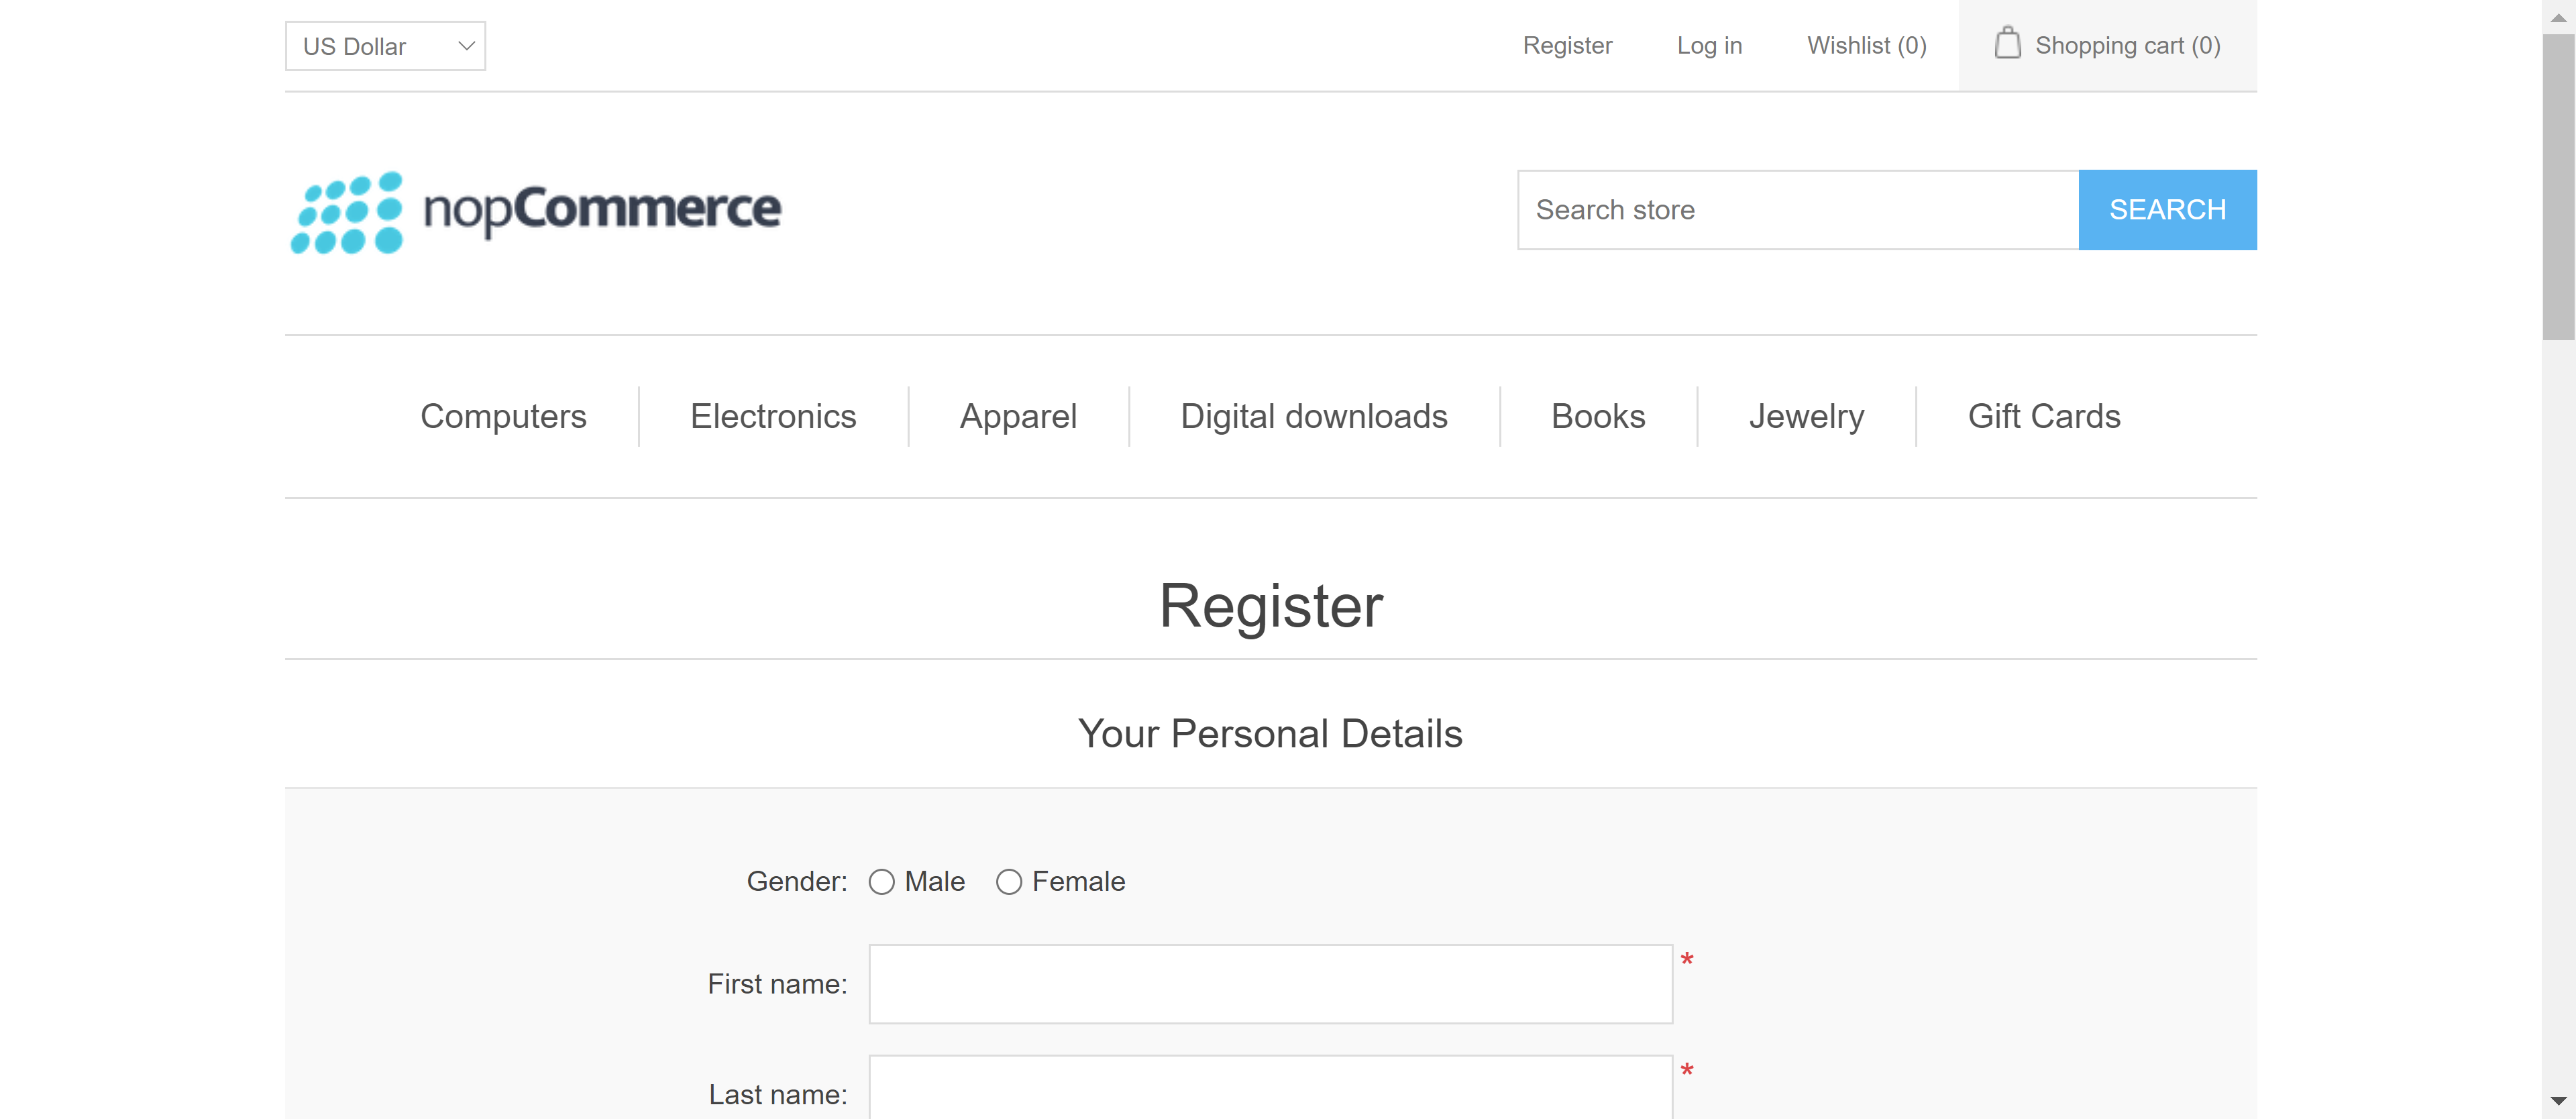 US Dollar
Register Log in Wishlist (0) Shopping cart (0)
nopCommerce
Search store SEARCH
Computers Electronics Apparel Digital downloads Books Jewelry Gift Cards
Register
Your Personal Details
Gender: Male Female
First name: *
Last name: *